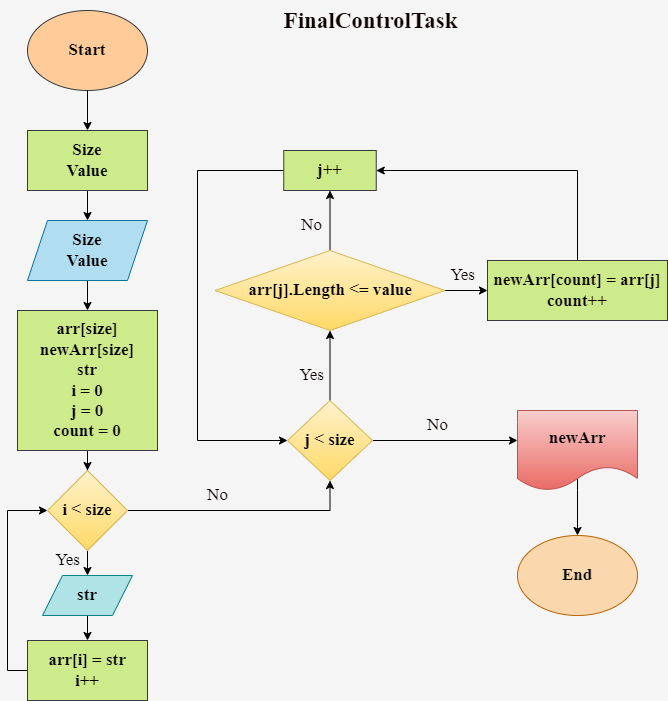 FinalControlTask
Start
Size
Value
Size
Value
arr[size]
newArr[size]
str
i = 0
j = 0
count = 0
i < size
No
Yes
str
arr[i] = str
i++
j++
No
arr[j].Length <= value
Yes
newArr[count] = arr[j]
count++
Yes
j < size
No
newArr
End